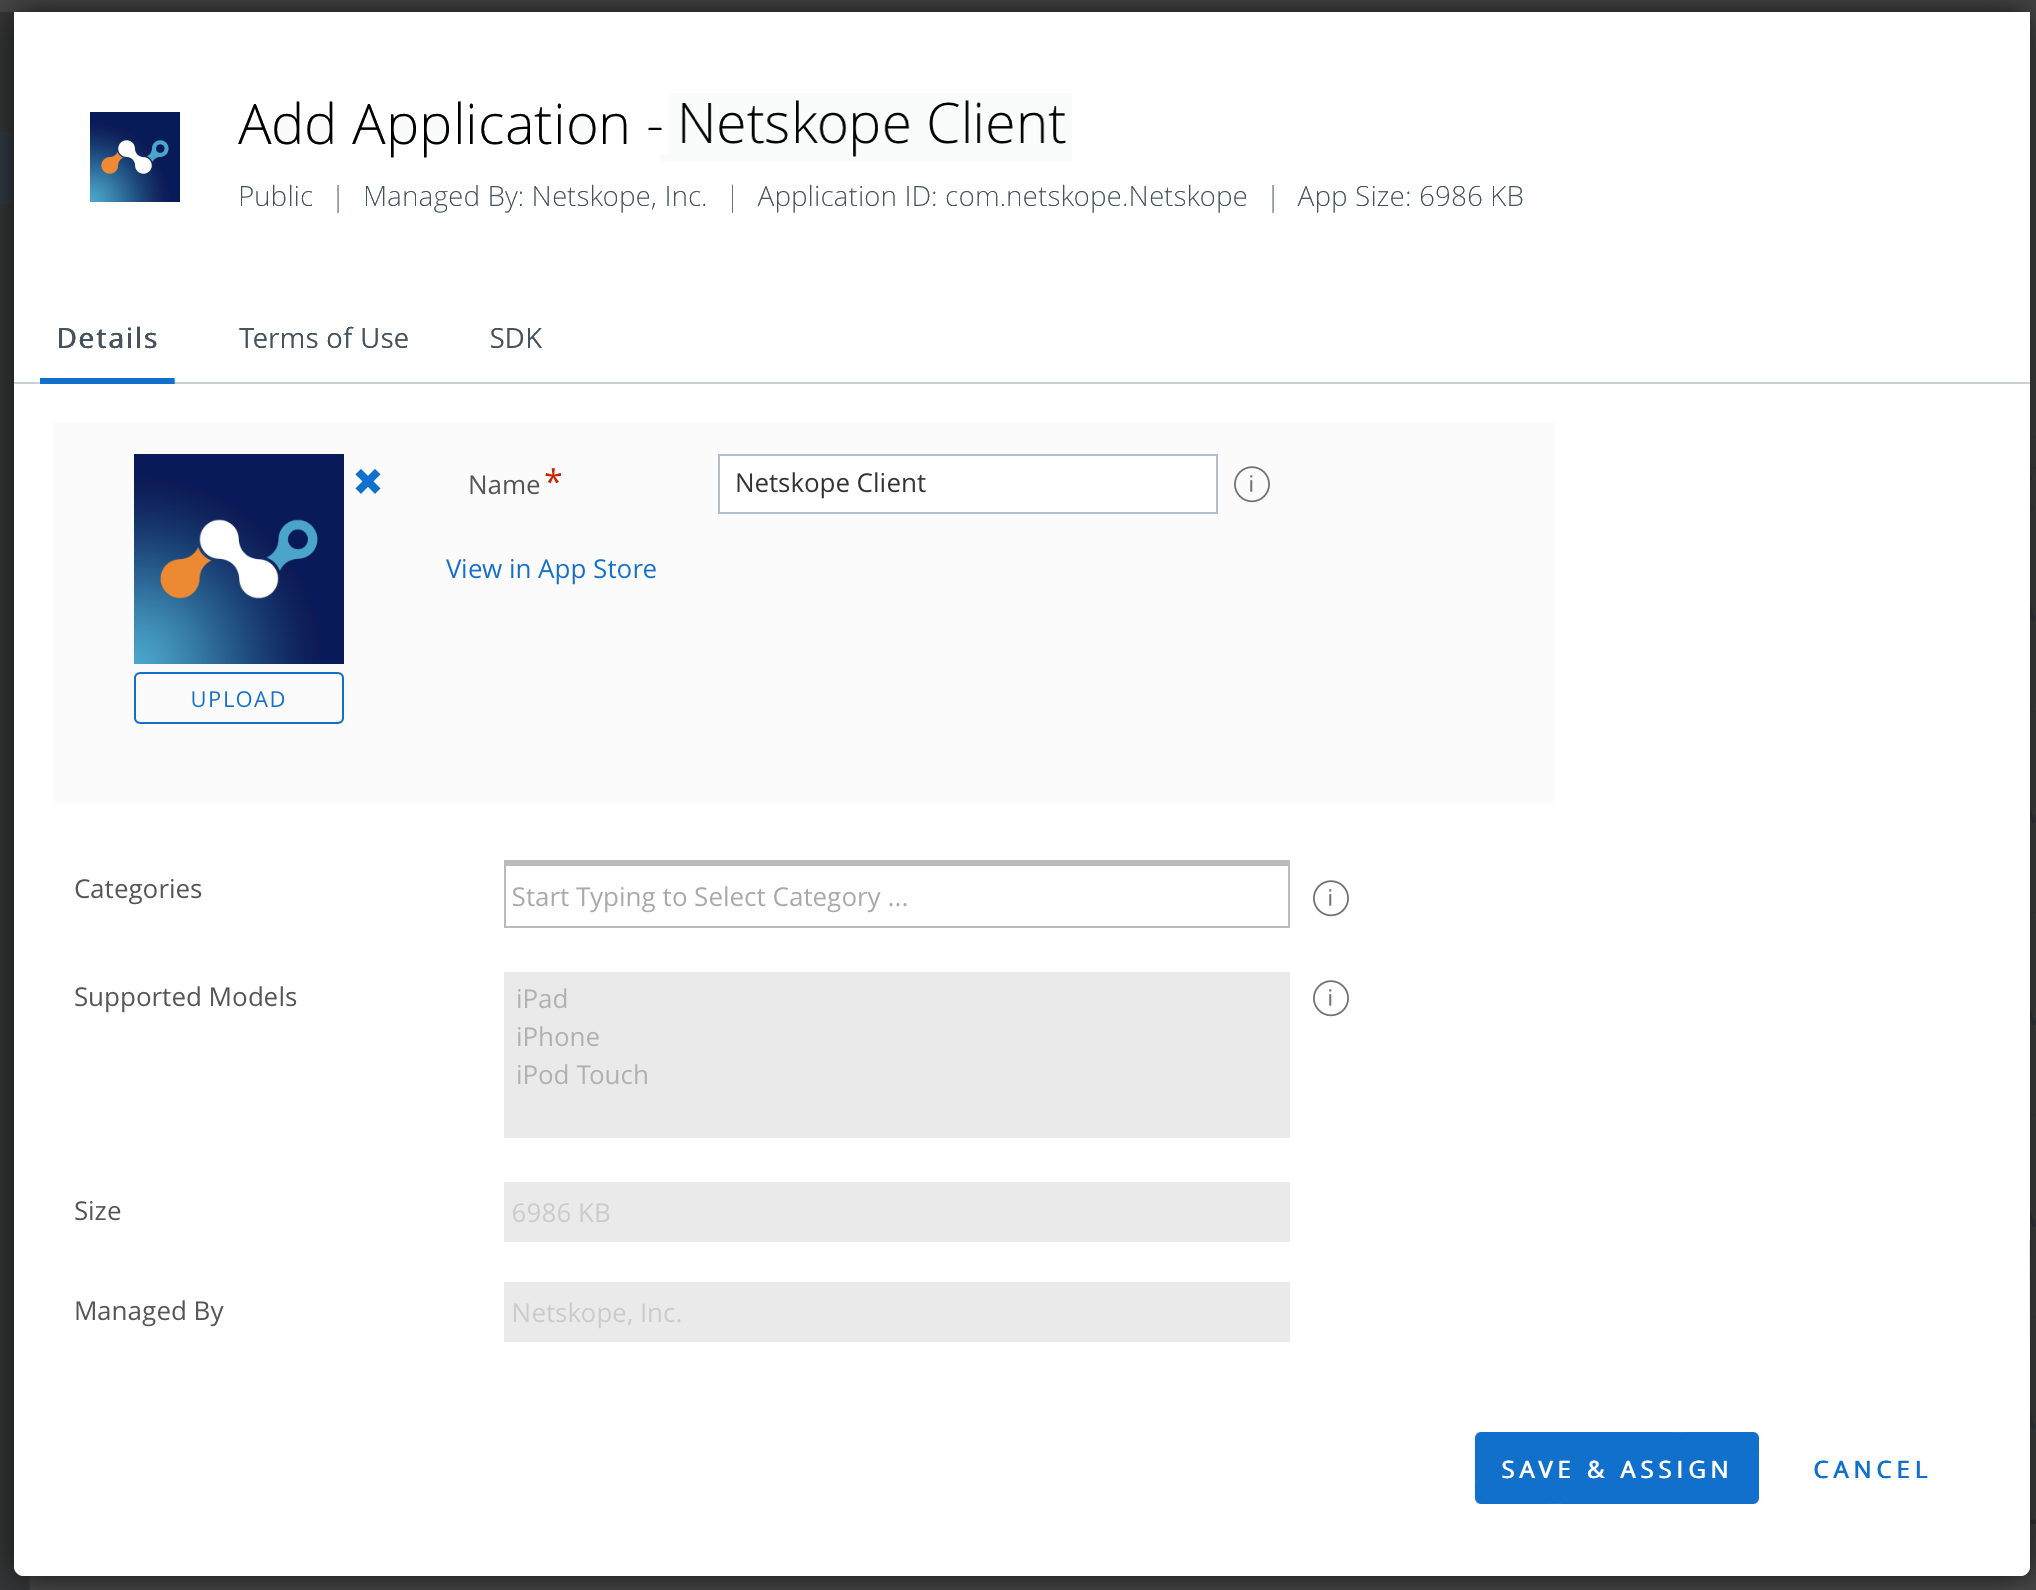 Add Application - Netskope Client
Public | Managed By: Netskope, Inc. | Application ID: com.netskope.Netskope | App Size: 6986 KB
Details Terms of Use SDK
Name* Netskope Client
View in App Store
UPLOAD
Categories Start Typing to Select Category ...
Supported Models iPad
iPhone
iPod Touch
Size 6986 KB
Managed By Netskope, Inc.
SAVE & ASSIGN CANCEL